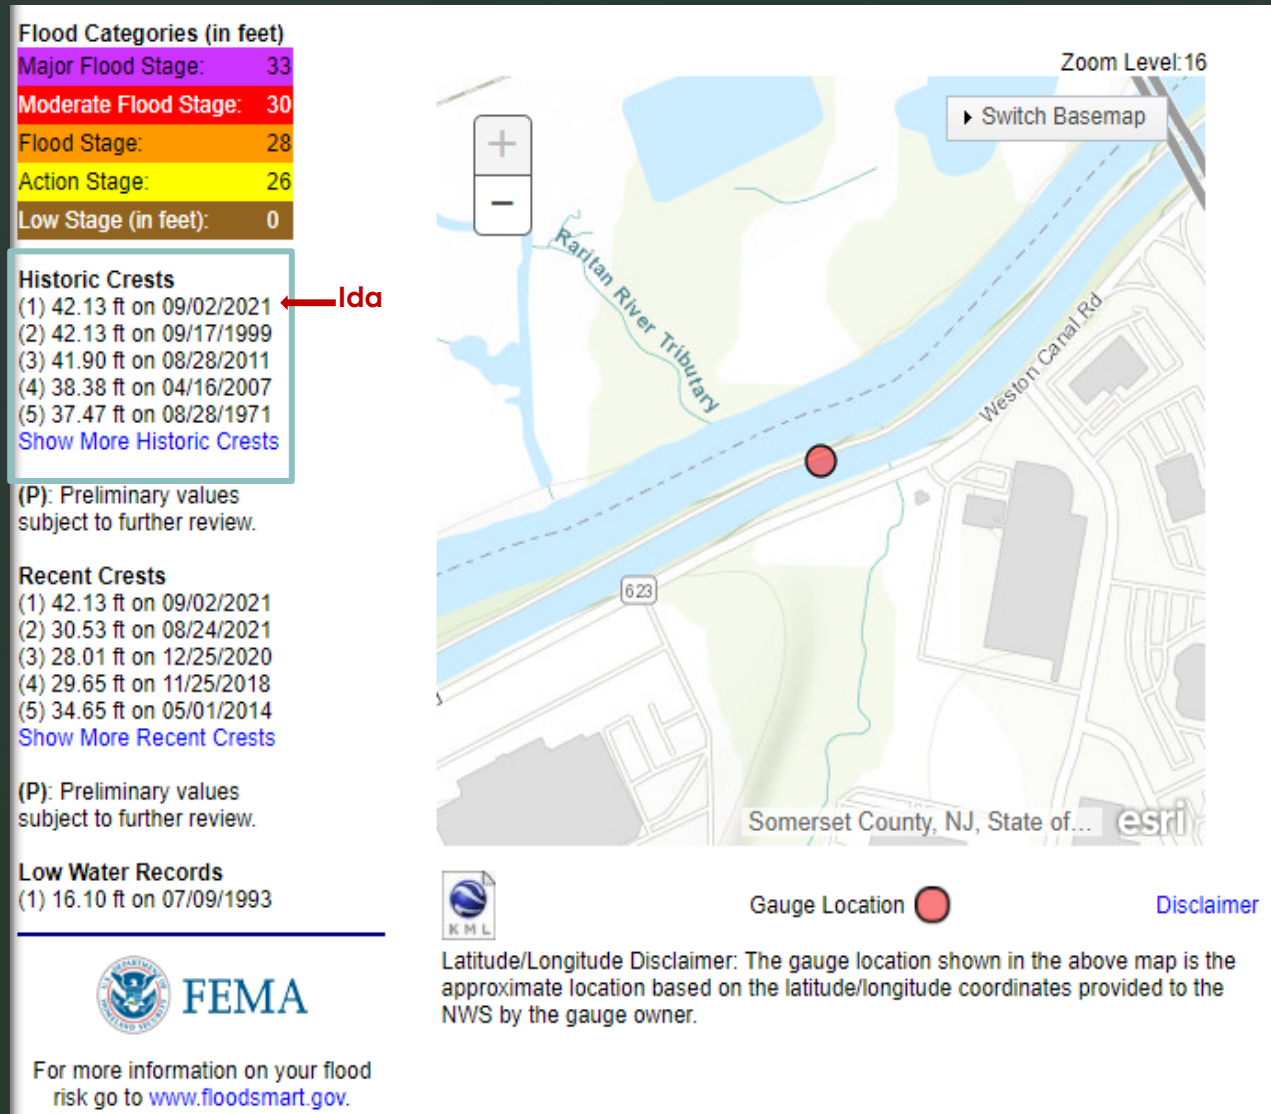 Flood Categories (in feet)
Major Flood Stage: 33
Moderate Flood Stage: 30
Flood Stage: 28
Action Stage: 26
Low Stage (in feet): 0
Historic Crests
(1) 42.13 ft on 09/02/2021
Ida
(2) 42.13 ft on 09/17/1999
(3) 41.90 ft on 08/28/2011
(4) 38.38 ft on 04/16/2007
(5) 37.47 ft on 08/28/1971
Show More Historic Crests
(P): Preliminary values
subject to further review.
Recent Crests
(1) 42.13 ft on 09/02/2021
(2) 30.53 ft on 08/24/2021
(3) 28.01 ft on 12/25/2020
(4) 29.65 ft on 11/25/2018
(5) 34.65 ft on 05/01/2014
Show More Recent Crests
(P): Preliminary values
subject to further review.
Low Water Records
(1) 16.10 ft on 07/09/1993
FEMA
For more information on your flood
risk go to www.floodsmart.gov.
Zoom Level:16
Switch Basemap
+
−
Raritan River Tributary
Weston Canal Rd
623
Somerset County, NJ, State of...
esri
KML
Gauge Location
Disclaimer
Latitude/Longitude Disclaimer: The gauge location shown in the above map is the
approximate location based on the latitude/longitude coordinates provided to the
NWS by the gauge owner.